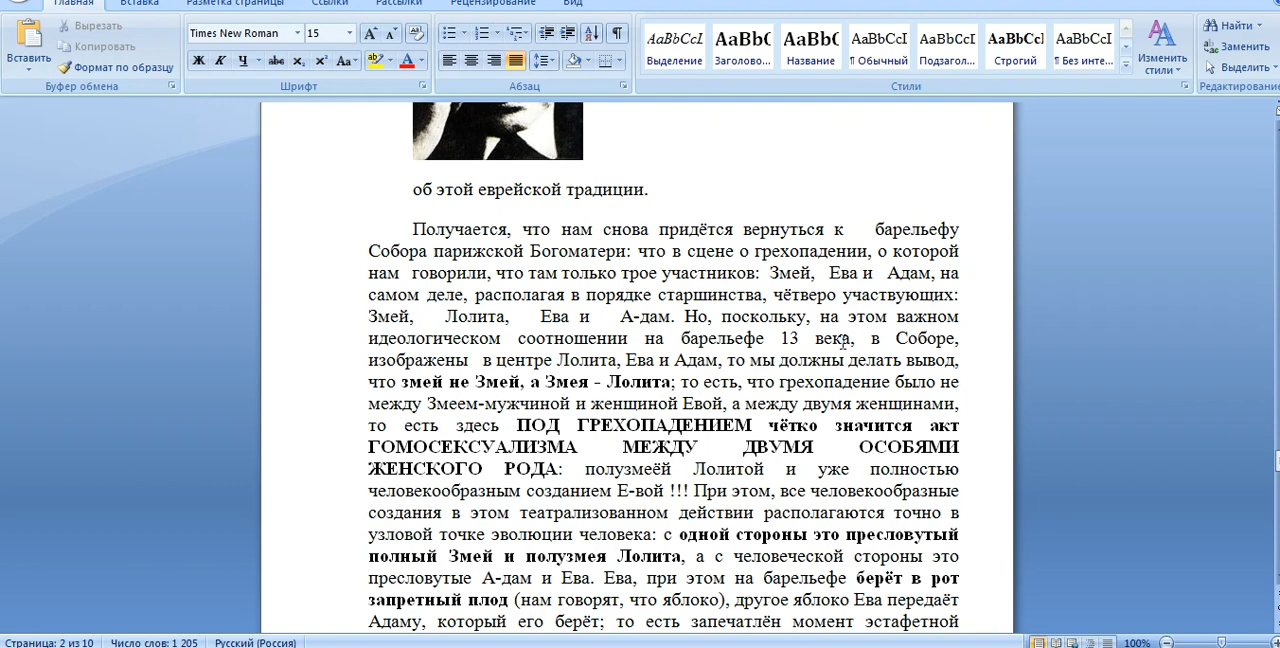 Главная Вставка Разметка страницы Ссылки Рассылки Рецензирование Вид
Вставить
Вырезать
Копировать
Формат по образцу
Буфер обмена
Times New Roman 15
Ж К Ч abc x₂ x² Aa
Шрифт
Абзац
AaBbCcI AaBb( AaBb( AaBbCcI AaBbCcI AaBbCcl AaBbCcI
Выделение Заголово... Название ¶ Обычный Подзагол... Строгий ¶ Без инте...
Стили
Изменить
стили
Найти
Заменить
Выделить
Редактирование
об этой еврейской традиции.
Получается, что нам снова придётся вернуться к барельефу
Собора парижской Богоматери: что в сцене о грехопадении, о которой
нам говорили, что там только трое участников: Змей, Ева и Адам, на
самом деле, располагая в порядке старшинства, чётверо участвующих:
Змей, Лолита, Ева и А-дам. Но, поскольку, на этом важном
идеологическом соотношении на барельефе 13 века, в Соборе,
изображены в центре Лолита, Ева и Адам, то мы должны делать вывод,
что змей не Змей, а Змея - Лолита; то есть, что грехопадение было не
между Змеем-мужчиной и женщиной Евой, а между двумя женщинами,
то есть здесь ПОД ГРЕХОПАДЕНИЕМ чётко значится акт
ГОМОСЕКСУАЛИЗМА МЕЖДУ ДВУМЯ ОСОБЯМИ
ЖЕНСКОГО РОДА: полузмеёй Лолитой и уже полностью
человекообразным созданием Е-вой !!! При этом, все человекообразные
создания в этом театрализованном действии располагаются точно в
узловой точке эволюции человека: с одной стороны это пресловутый
полный Змей и полузмея Лолита, а с человеческой стороны это
пресловутые А-дам и Ева. Ева, при этом на барельефе берёт в рот
запретный плод (нам говорят, что яблоко), другое яблоко Ева передаёт
Адаму, который его берёт; то есть запечатлён момент эстафетной
Страница: 2 из 10 Число слов: 1 205 Русский (Россия) 100%